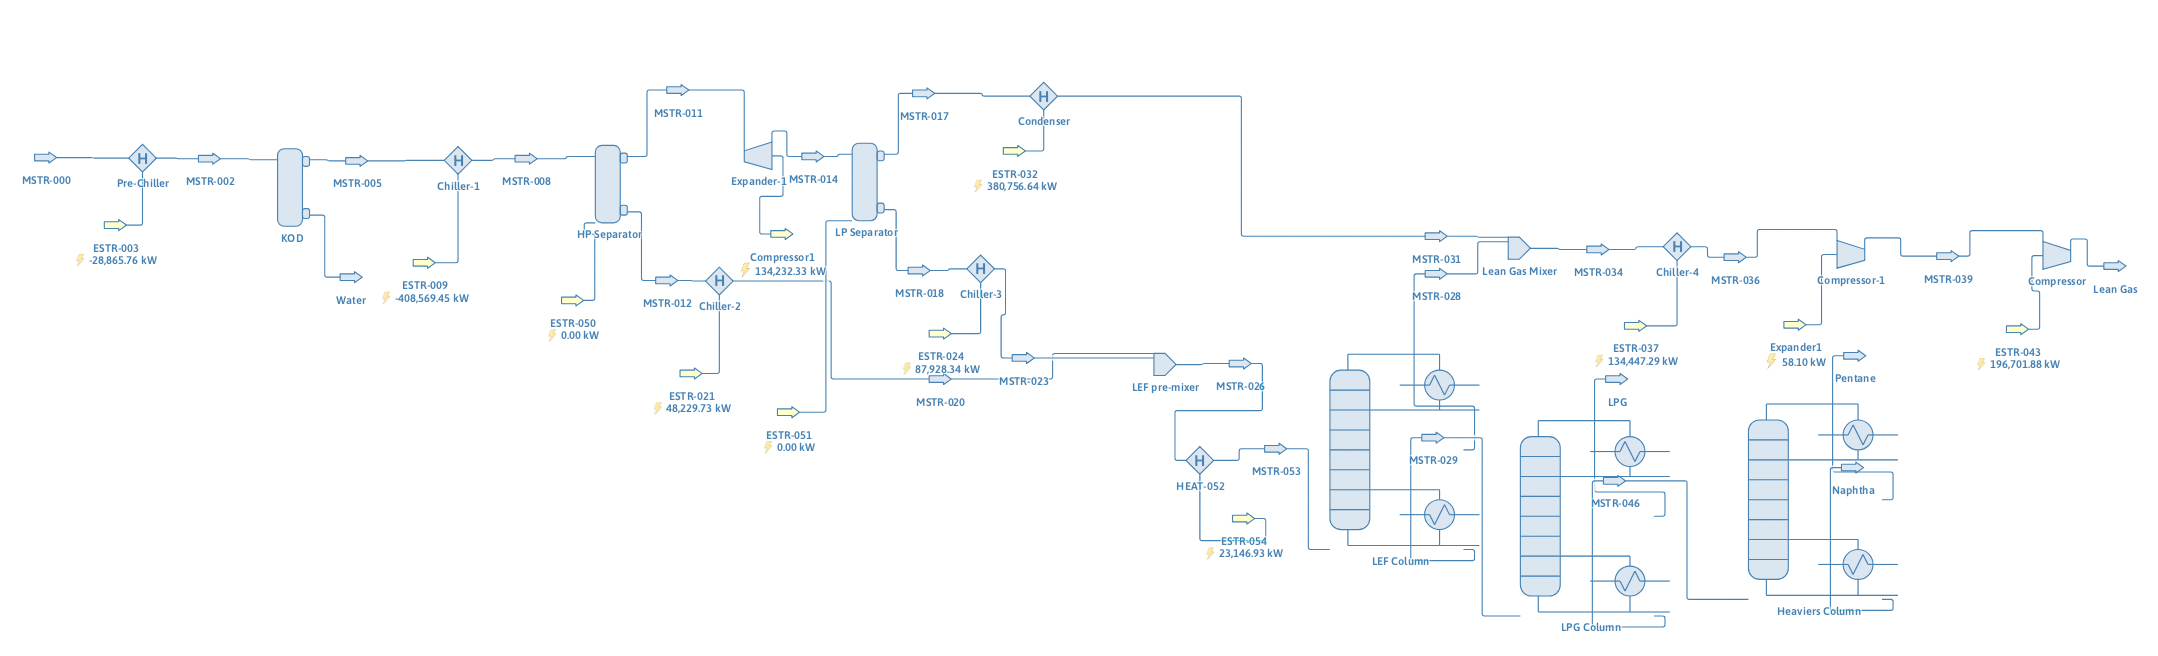 MSTR-000
Pre-Chiller
H
MSTR-002
ESTR-003
-28,865.76 kW
KOD
MSTR-005
Water
H
Chiller-1
ESTR-009
-408,569.45 kW
MSTR-008
HP Separator
ESTR-050
0.00 kW
MSTR-011
MSTR-012
H
Chiller-2
ESTR-021
48,229.73 kW
Expander-1
MSTR-014
Compressor1
134,232.33 kW
ESTR-051
0.00 kW
LP Separator
MSTR-017
MSTR-018
H
Condenser
ESTR-032
380,756.64 kW
H
Chiller-3
ESTR-024
87,928.34 kW
MSTR-020
MSTR-023
LEF pre-mixer
MSTR-026
H
HEAT-052
MSTR-053
ESTR-054
23,146.93 kW
LEF Column
MSTR-031
MSTR-028
MSTR-029
Lean Gas Mixer
MSTR-034
H
Chiller-4
ESTR-037
134,447.29 kW
LPG
MSTR-046
LPG Column
MSTR-036
Compressor-1
Expander1
58.10 kW
Pentane
Naphtha
Heaviers Column
MSTR-039
Compressor
ESTR-043
196,701.88 kW
Lean Gas